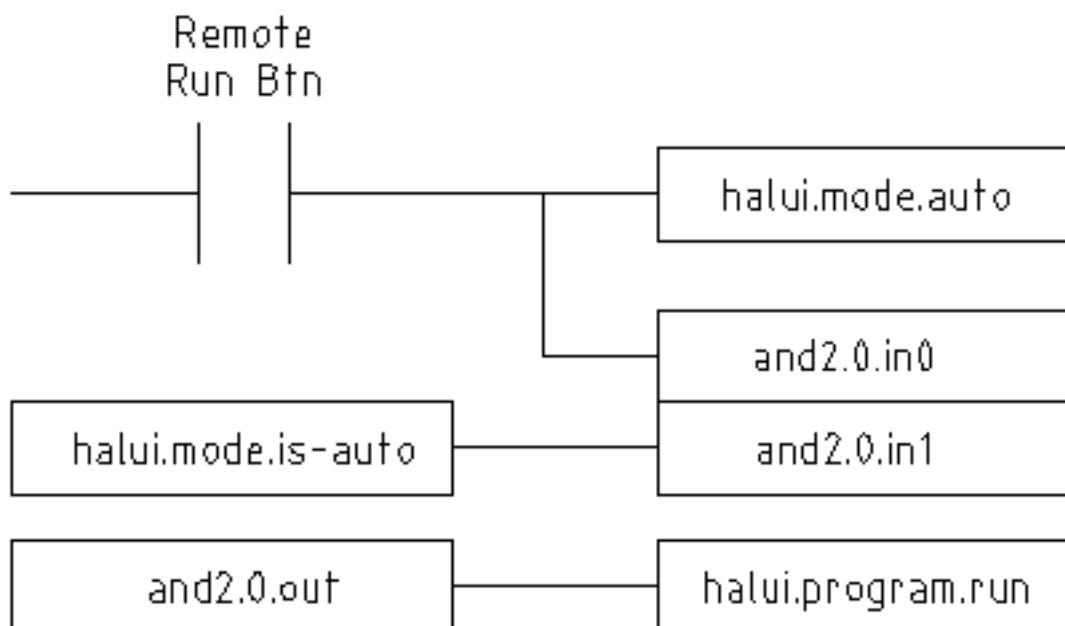 Remote
Run Btn
halui.mode.auto
and2.0.in0
halui.mode.is-auto
and2.0.in1
and2.0.out
halui.program.run